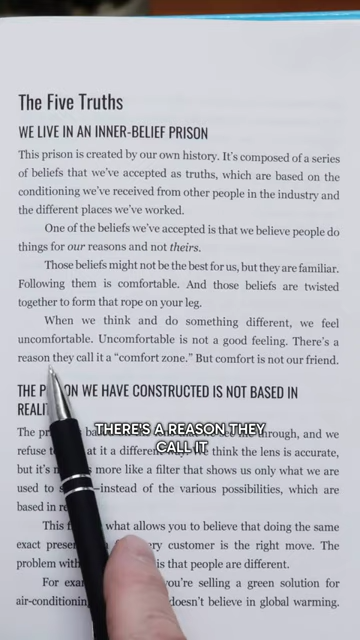 The Five Truths
WE LIVE IN AN INNER-BELIEF PRISON
This prison is created by our own history. It's composed of a series
of beliefs that we've accepted as truths, which are based on the
conditioning we've received from other people in the industry and
the different places we've worked.
One of the beliefs we've accepted is that we believe people do
things for our reasons and not theirs.
Those beliefs might not be the best for us, but they are familiar.
Following them is comfortable. And those beliefs are twisted
together to form that rope on your leg.
When we think and do something different, we feel
uncomfortable. Uncomfortable is not a good feeling. There's a
reason they call it a “comfort zone.” But comfort is not our friend.
THE WE HAVE CONSTRUCTED IS NOT BASED IN
The through, and we
THERE'S A REASON THEY
CALL IT
refuse at it a think the lens is accurate,
but it's more like a filter that shows us only what we are
used to —instead of the various possibilities, which are
based in
This what allows you to believe that doing the same
exact customer is the right move. The
problem is that people are different.
For you're selling a green solution for
air-conditioning doesn't believe in global warming.